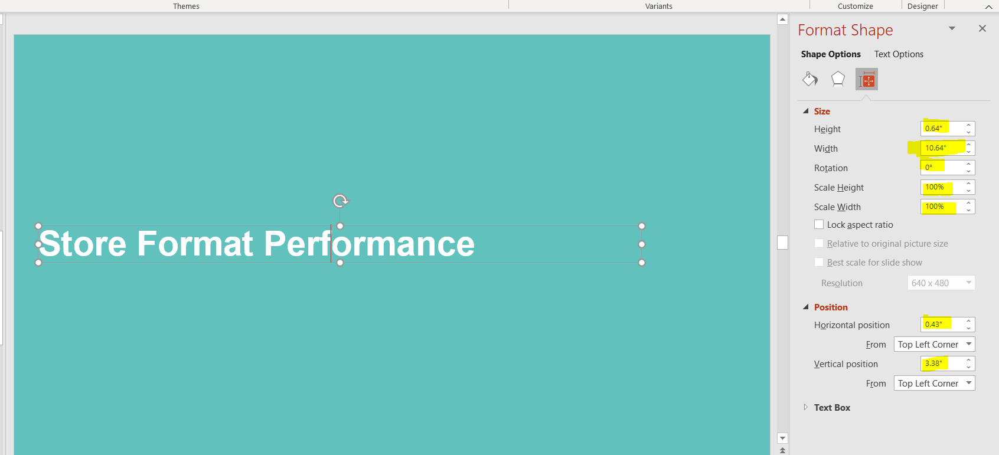 Themes Variants Customize Designer
Format Shape
Shape Options Text Options
Size
Height 0.64"
Width 10.64"
Rotation 0°
Scale Height 100%
Scale Width 100%
Lock aspect ratio
Relative to original picture size
Best scale for slide show
Resolution 640 x 480
Position
Horizontal position 0.43"
From Top Left Corner
Vertical position 3.38"
From Top Left Corner
Text Box
Store Format Performance